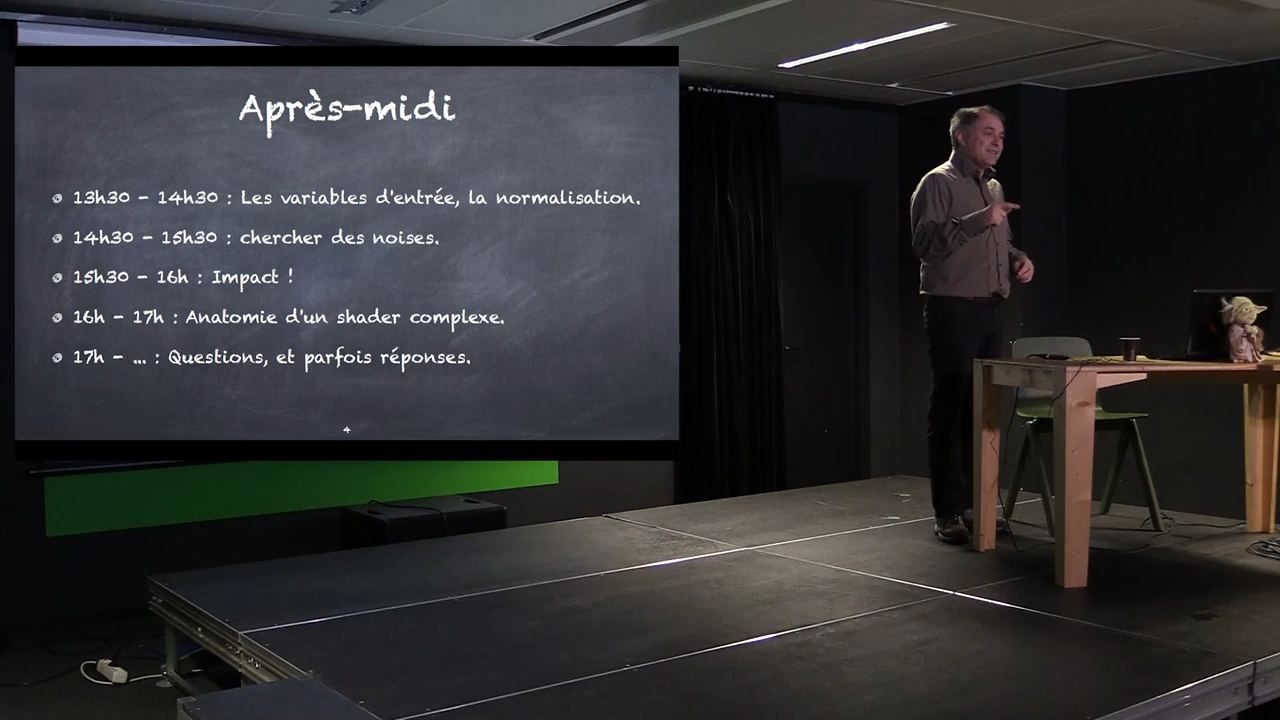 Après-midi
13h30 - 14h30 : Les variables d'entrée, la normalisation.
14h30 - 15h30 : chercher des noises.
15h30 - 16h : Impact !
16h - 17h : Anatomie d'un shader complexe.
17h - ... : Questions, et parfois réponses.
4